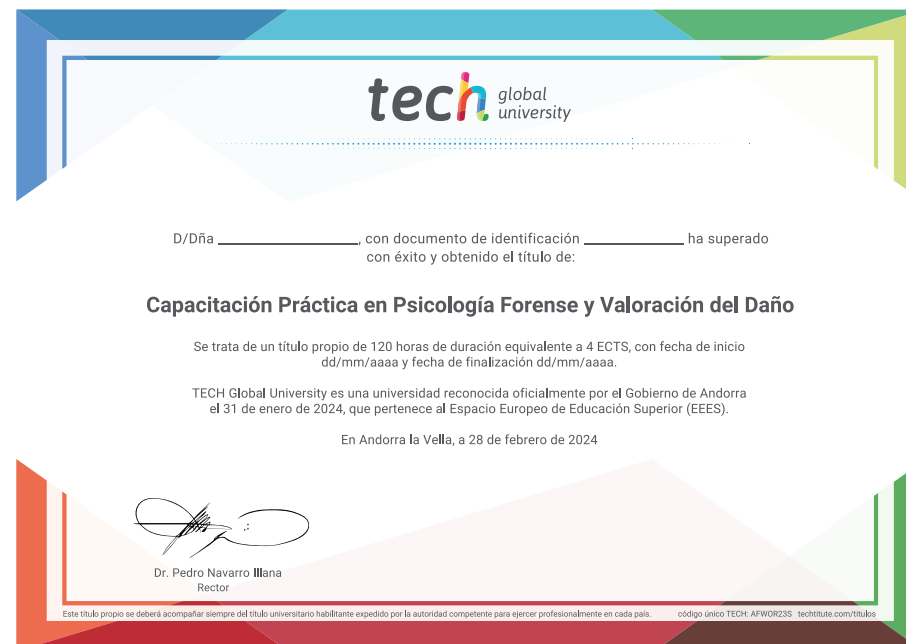 tech global university
D/Dña ______________, con documento de identificación __________ ha superado
con éxito y obtenido el título de:
Capacitación Práctica en Psicología Forense y Valoración del Daño
Se trata de un título propio de 120 horas de duración equivalente a 4 ECTS, con fecha de inicio
dd/mm/aaaa y fecha de finalización dd/mm/aaaa.
TECH Global University es una universidad reconocida oficialmente por el Gobierno de Andorra
el 31 de enero de 2024, que pertenece al Espacio Europeo de Educación Superior (EEES).
En Andorra la Vella, a 28 de febrero de 2024
Dr. Pedro Navarro Illana
Rector
Este título propio se deberá acompañar siempre del título universitario habilitante expedido por la autoridad competente para ejercer profesionalmente en cada país. código único TECH: AFWOR23S techtitute.com/titulos